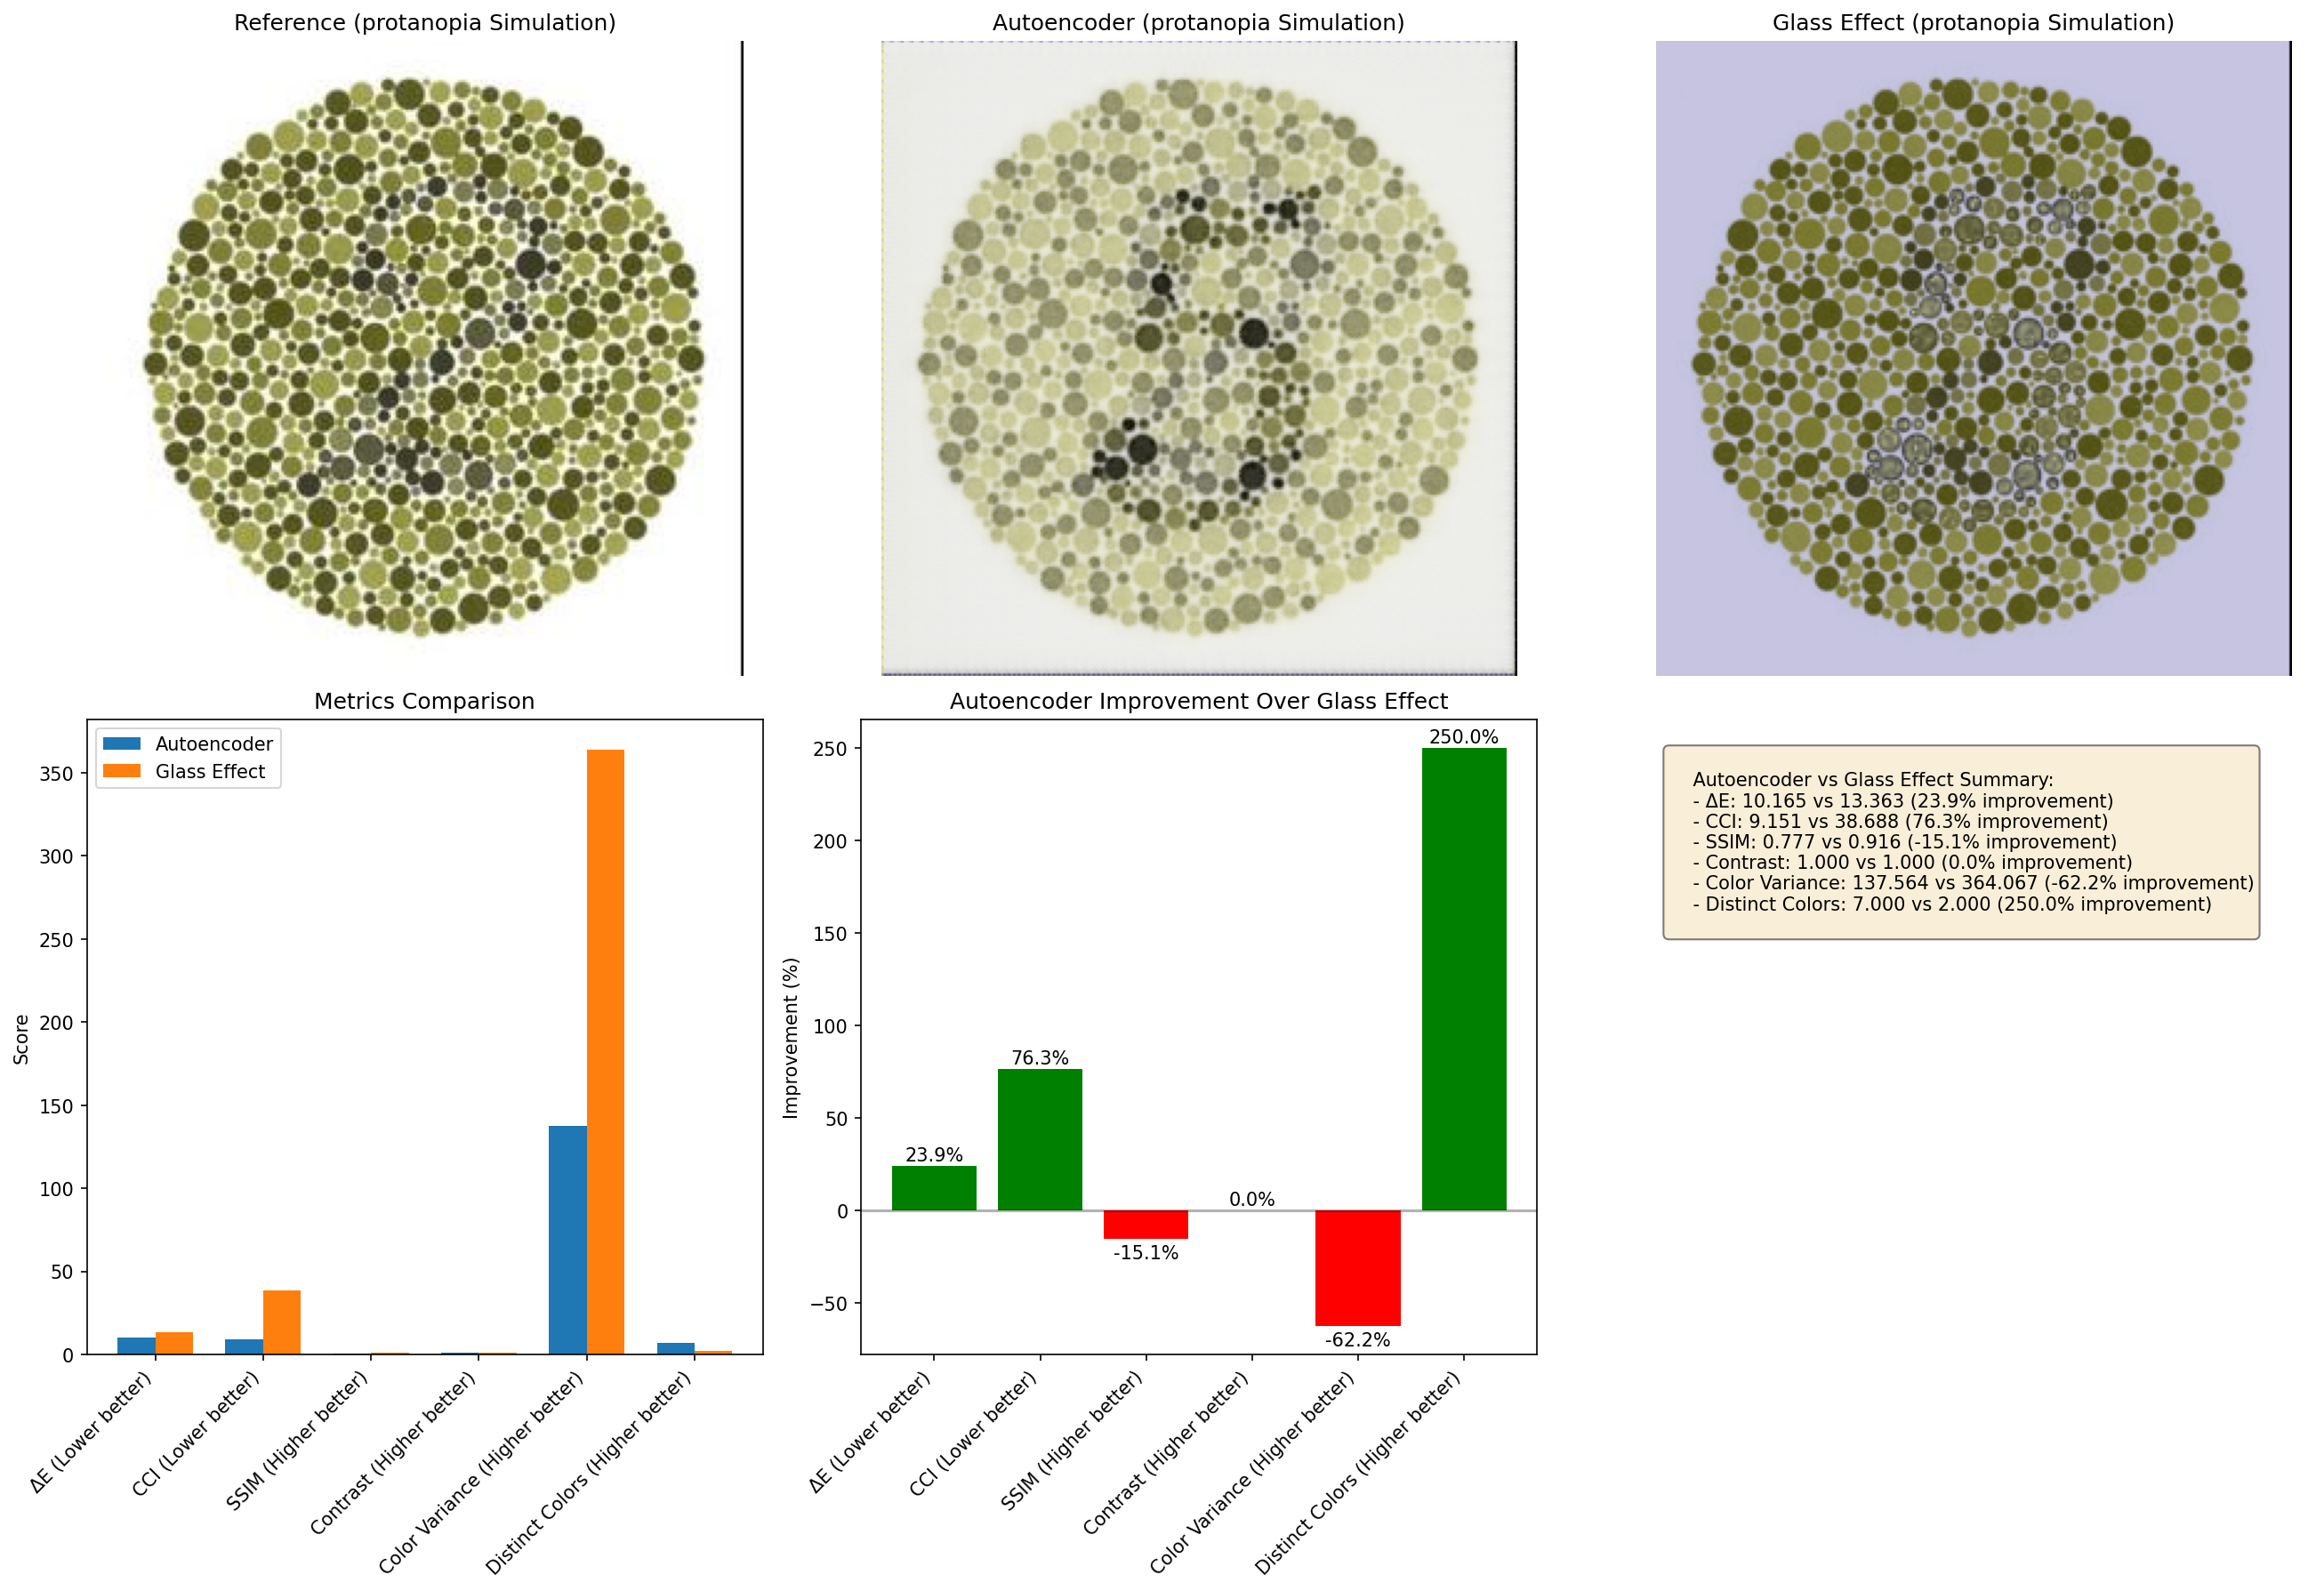 Reference (protanopia Simulation)
Autoencoder (protanopia Simulation)
Glass Effect (protanopia Simulation)
Metrics Comparison
Autoencoder
Glass Effect
Score
350
300
250
200
150
100
50
0
ΔE (Lower better)
CCI (Lower better)
SSIM (Higher better)
Contrast (Higher better)
Color Variance (Higher better)
Distinct Colors (Higher better)
Autoencoder Improvement Over Glass Effect
Improvement (%)
250
200
150
100
50
0
−50
23.9%
76.3%
-15.1%
0.0%
-62.2%
250.0%
ΔE (Lower better)
CCI (Lower better)
SSIM (Higher better)
Contrast (Higher better)
Color Variance (Higher better)
Distinct Colors (Higher better)
Autoencoder vs Glass Effect Summary:
- ΔE: 10.165 vs 13.363 (23.9% improvement)
- CCI: 9.151 vs 38.688 (76.3% improvement)
- SSIM: 0.777 vs 0.916 (-15.1% improvement)
- Contrast: 1.000 vs 1.000 (0.0% improvement)
- Color Variance: 137.564 vs 364.067 (-62.2% improvement)
- Distinct Colors: 7.000 vs 2.000 (250.0% improvement)